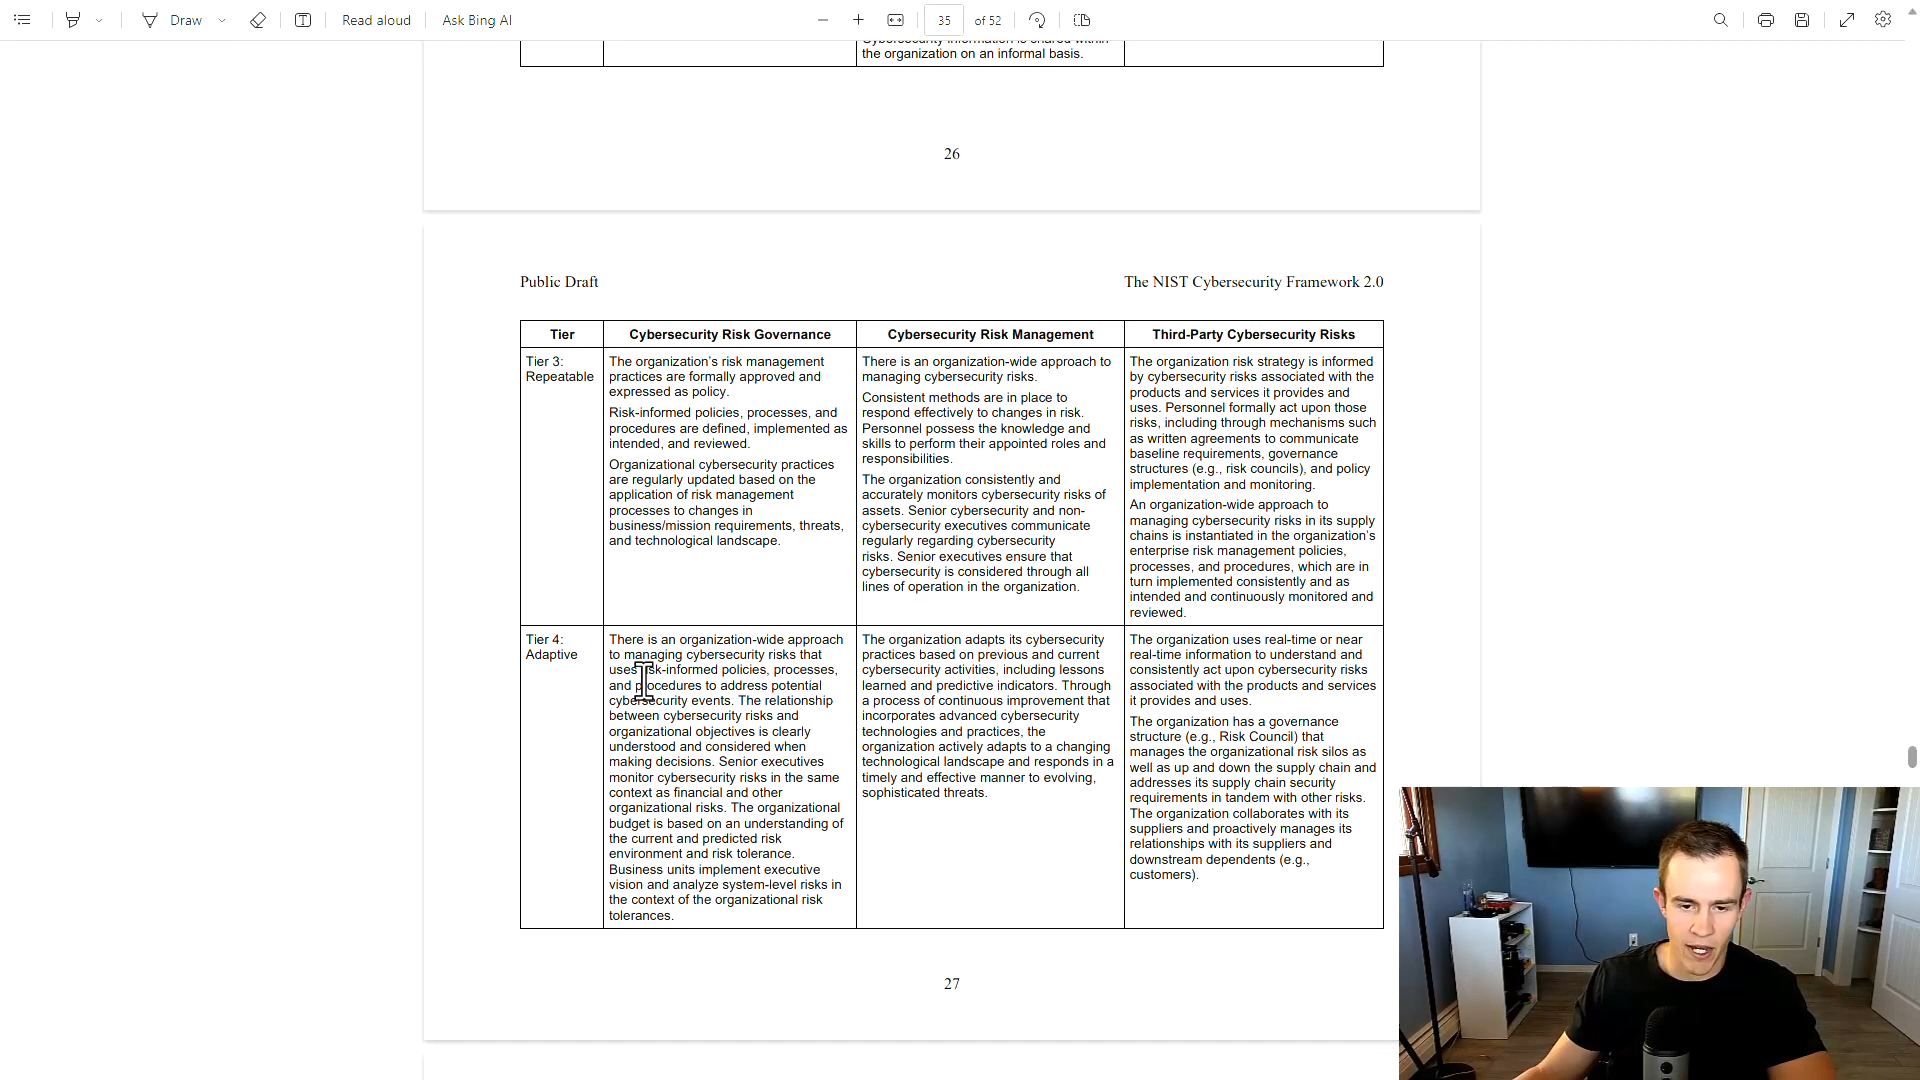 Draw
Read aloud
Ask Bing AI
35
of 52
Cybersecurity information is shared within
the organization on an informal basis.
26
Public Draft
The NIST Cybersecurity Framework 2.0
Tier
Cybersecurity Risk Governance
Cybersecurity Risk Management
Third-Party Cybersecurity Risks
Tier 3:
Repeatable
The organization's risk management
practices are formally approved and
expressed as policy.
Risk-informed policies, processes, and
procedures are defined, implemented as
intended, and reviewed.
Organizational cybersecurity practices
are regularly updated based on the
application of risk management
processes to changes in
business/mission requirements, threats,
and technological landscape.
There is an organization-wide approach to
managing cybersecurity risks.
Consistent methods are in place to
respond effectively to changes in risk.
Personnel possess the knowledge and
skills to perform their appointed roles and
responsibilities.
The organization consistently and
accurately monitors cybersecurity risks of
assets. Senior cybersecurity and non-
cybersecurity executives communicate
regularly regarding cybersecurity
risks. Senior executives ensure that
cybersecurity is considered through all
lines of operation in the organization.
The organization risk strategy is informed
by cybersecurity risks associated with the
products and services it provides and
uses. Personnel formally act upon those
risks, including through mechanisms such
as written agreements to communicate
baseline requirements, governance
structures (e.g., risk councils), and policy
implementation and monitoring.
An organization-wide approach to
managing cybersecurity risks in its supply
chains is instantiated in the organization's
enterprise risk management policies,
processes, and procedures, which are in
turn implemented consistently and as
intended and continuously monitored and
reviewed.
Tier 4:
Adaptive
There is an organization-wide approach
to managing cybersecurity risks that
uses risk-informed policies, processes,
and procedures to address potential
cybersecurity events. The relationship
between cybersecurity risks and
organizational objectives is clearly
understood and considered when
making decisions. Senior executives
monitor cybersecurity risks in the same
context as financial and other
organizational risks. The organizational
budget is based on an understanding of
the current and predicted risk
environment and risk tolerance.
Business units implement executive
vision and analyze system-level risks in
the context of the organizational risk
tolerances.
The organization adapts its cybersecurity
practices based on previous and current
cybersecurity activities, including lessons
learned and predictive indicators. Through
a process of continuous improvement that
incorporates advanced cybersecurity
technologies and practices, the
organization actively adapts to a changing
technological landscape and responds in a
timely and effective manner to evolving,
sophisticated threats.
The organization uses real-time or near
real-time information to understand and
consistently act upon cybersecurity risks
associated with the products and services
it provides and uses.
The organization has a governance
structure (e.g., Risk Council) that
manages the organizational risk silos as
well as up and down the supply chain and
addresses its supply chain security
requirements in tandem with other risks.
The organization collaborates with its
suppliers and proactively manages its
relationships with its suppliers and
downstream dependents (e.g.,
customers).
27